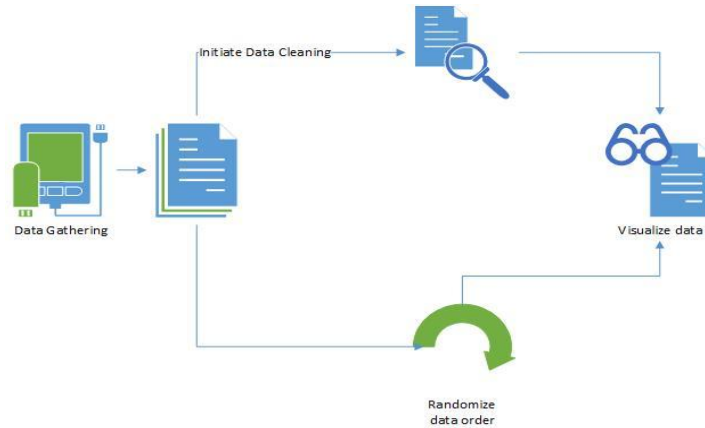 Initiate Data Cleaning
Data Gathering
Visualize data
Randomize
data order